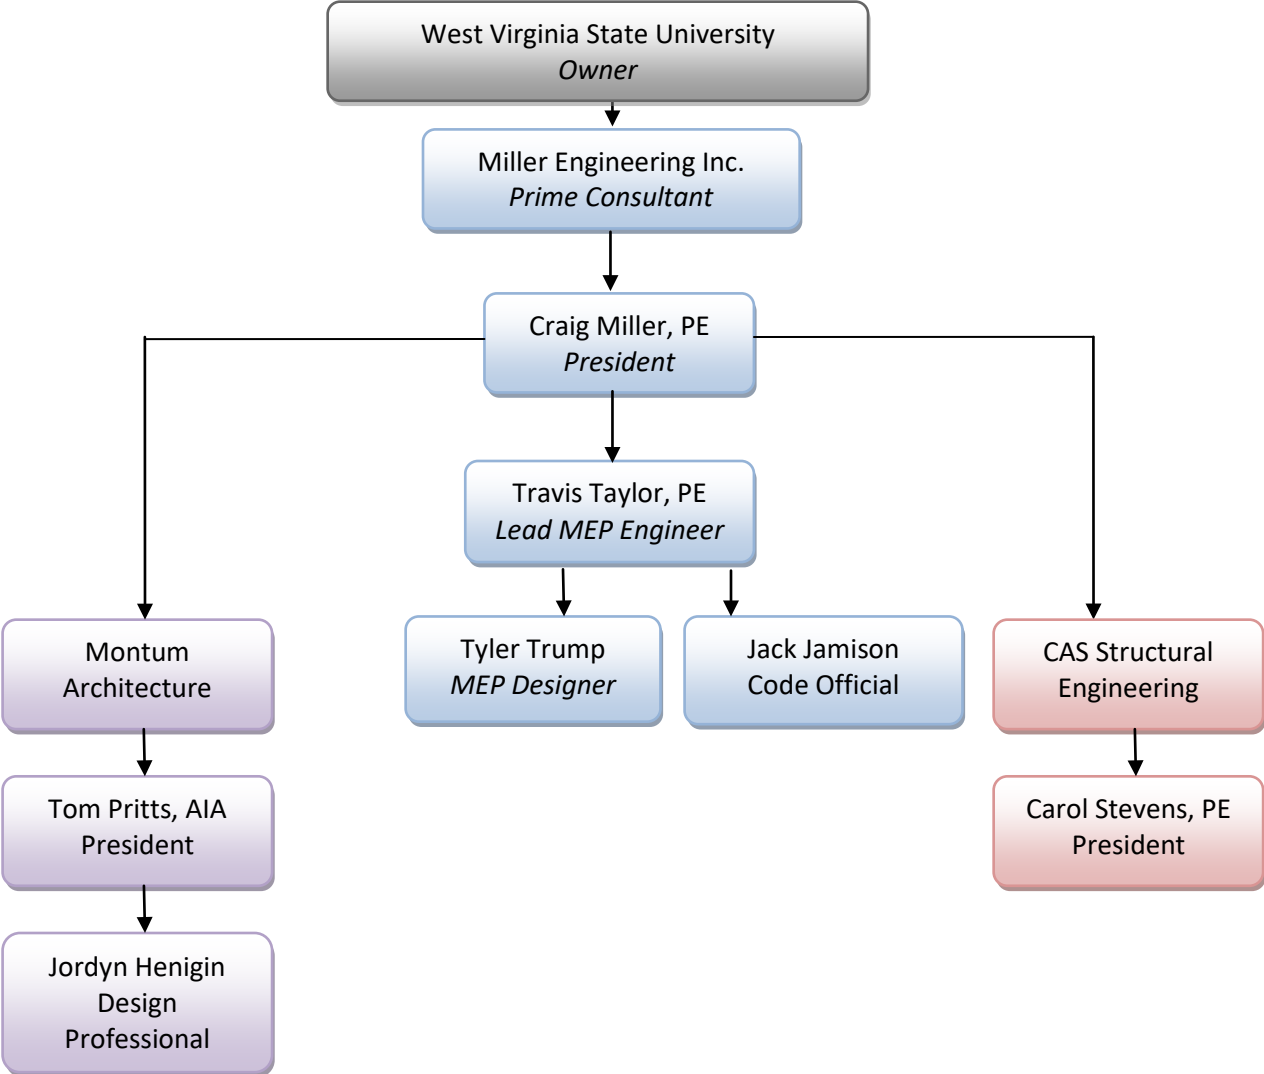 West Virginia State University
Owner
Miller Engineering Inc.
Prime Consultant
Craig Miller, PE
President
Travis Taylor, PE
Lead MEP Engineer
Tyler Trump
MEP Designer
Jack Jamison
Code Official
Montum
Architecture
CAS Structural
Engineering
Tom Pritts, AIA
President
Carol Stevens, PE
President
Jordyn Henigin
Design
Professional